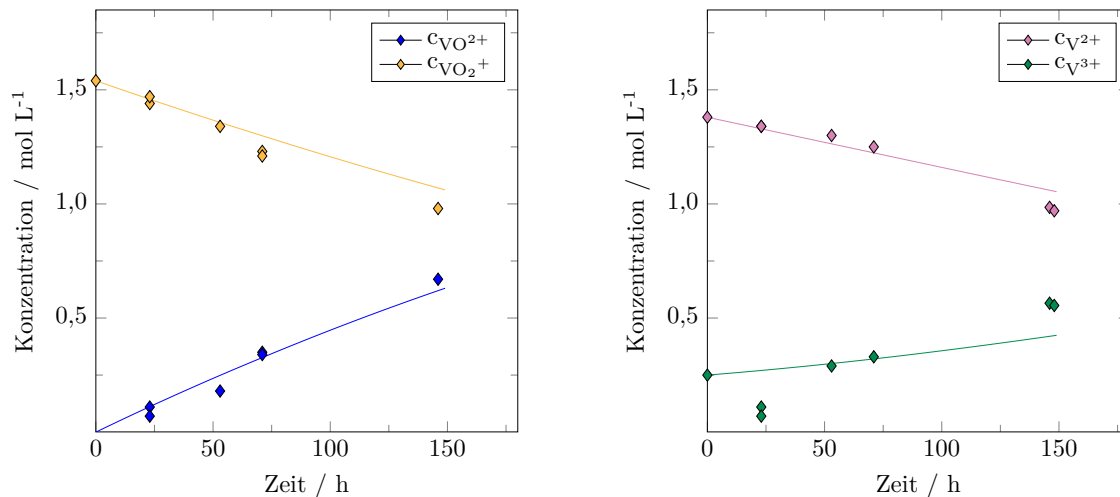 c_VO²⁺
c_VO₂⁺
Konzentration / mol L⁻¹
1,5
1,0
0,5
0
50
100
150
Zeit / h
c_V²⁺
c_V³⁺
Konzentration / mol L⁻¹
1,5
1,0
0,5
0
50
100
150
Zeit / h